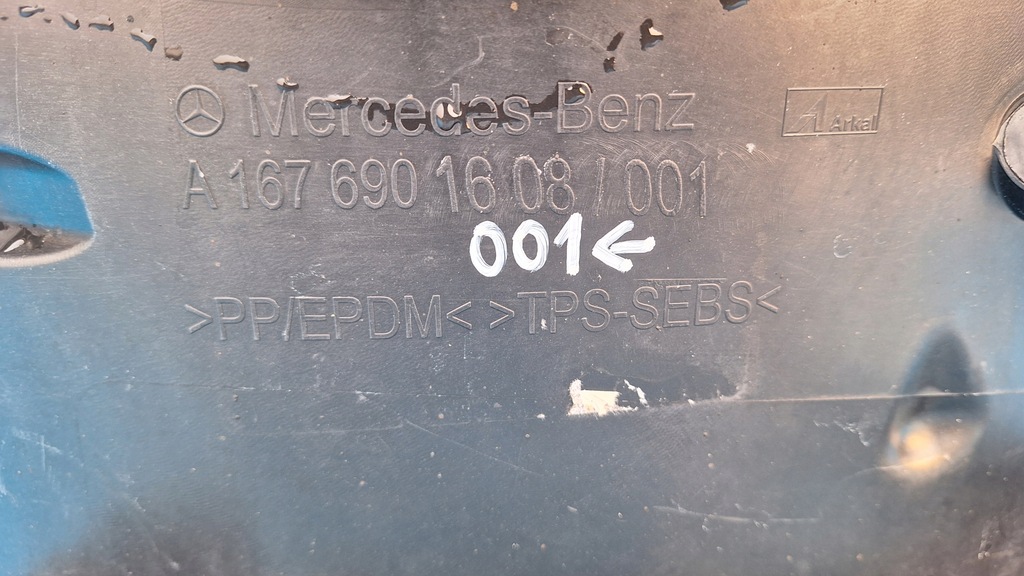 Mercedes-Benz
Arkal
A 167 690 16 08 / 001
001←
>PP/EPDM< >TPS-SEBS<